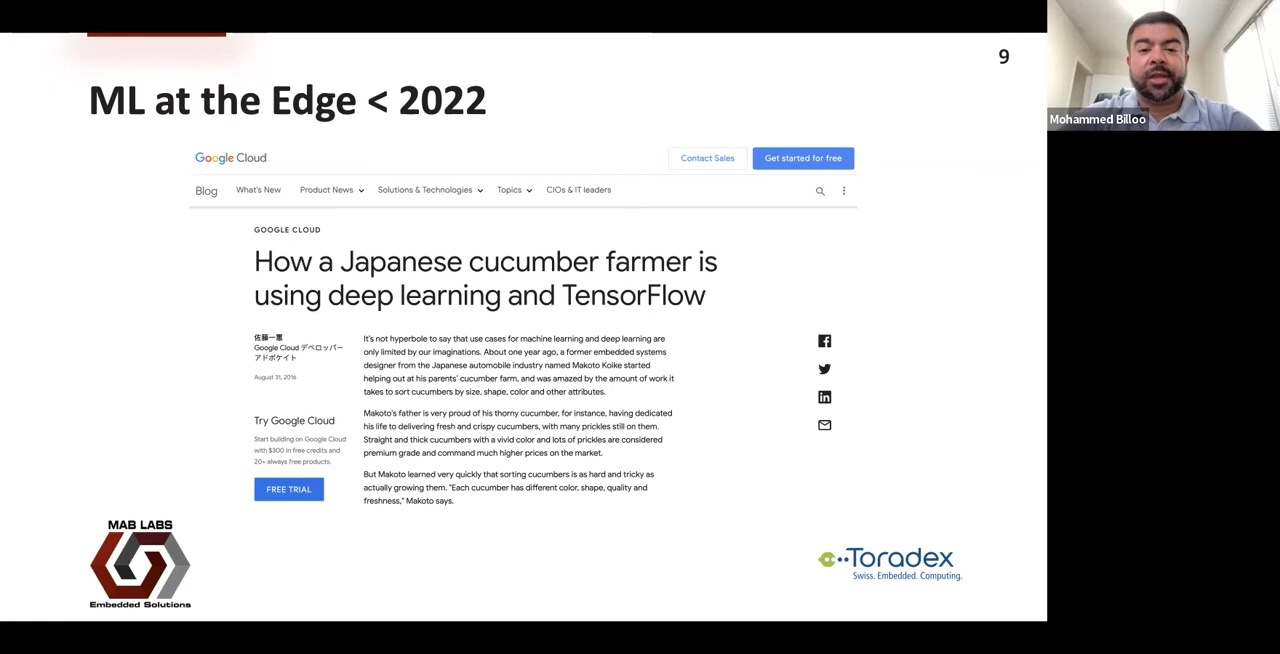 9
ML at the Edge < 2022
Google Cloud
Contact Sales
Get started for free
Blog
What's New
Product News
Solutions & Technologies
Topics
CIOs & IT leaders
GOOGLE CLOUD
How a Japanese cucumber farmer is
using deep learning and TensorFlow
佐藤一憲
Google Cloud デベロッパー
アドボケイト
August 31, 2016
Try Google Cloud
Start building on Google Cloud
with $300 in free credits and
20+ always free products.
FREE TRIAL
It's not hyperbole to say that use cases for machine learning and deep learning are
only limited by our imaginations. About one year ago, a former embedded systems
designer from the Japanese automobile industry named Makoto Koike started
helping out at his parents' cucumber farm, and was amazed by the amount of work it
takes to sort cucumbers by size, shape, color and other attributes.
Makoto's father is very proud of his thorny cucumber, for instance, having dedicated
his life to delivering fresh and crispy cucumbers, with many prickles still on them.
Straight and thick cucumbers with a vivid color and lots of prickles are considered
premium grade and command much higher prices on the market.
But Makoto learned very quickly that sorting cucumbers is as hard and tricky as
actually growing them. "Each cucumber has different color, shape, quality and
freshness," Makoto says.
MAB LABS
Embedded Solutions
Toradex
Swiss. Embedded. Computing.
Mohammed Billoo